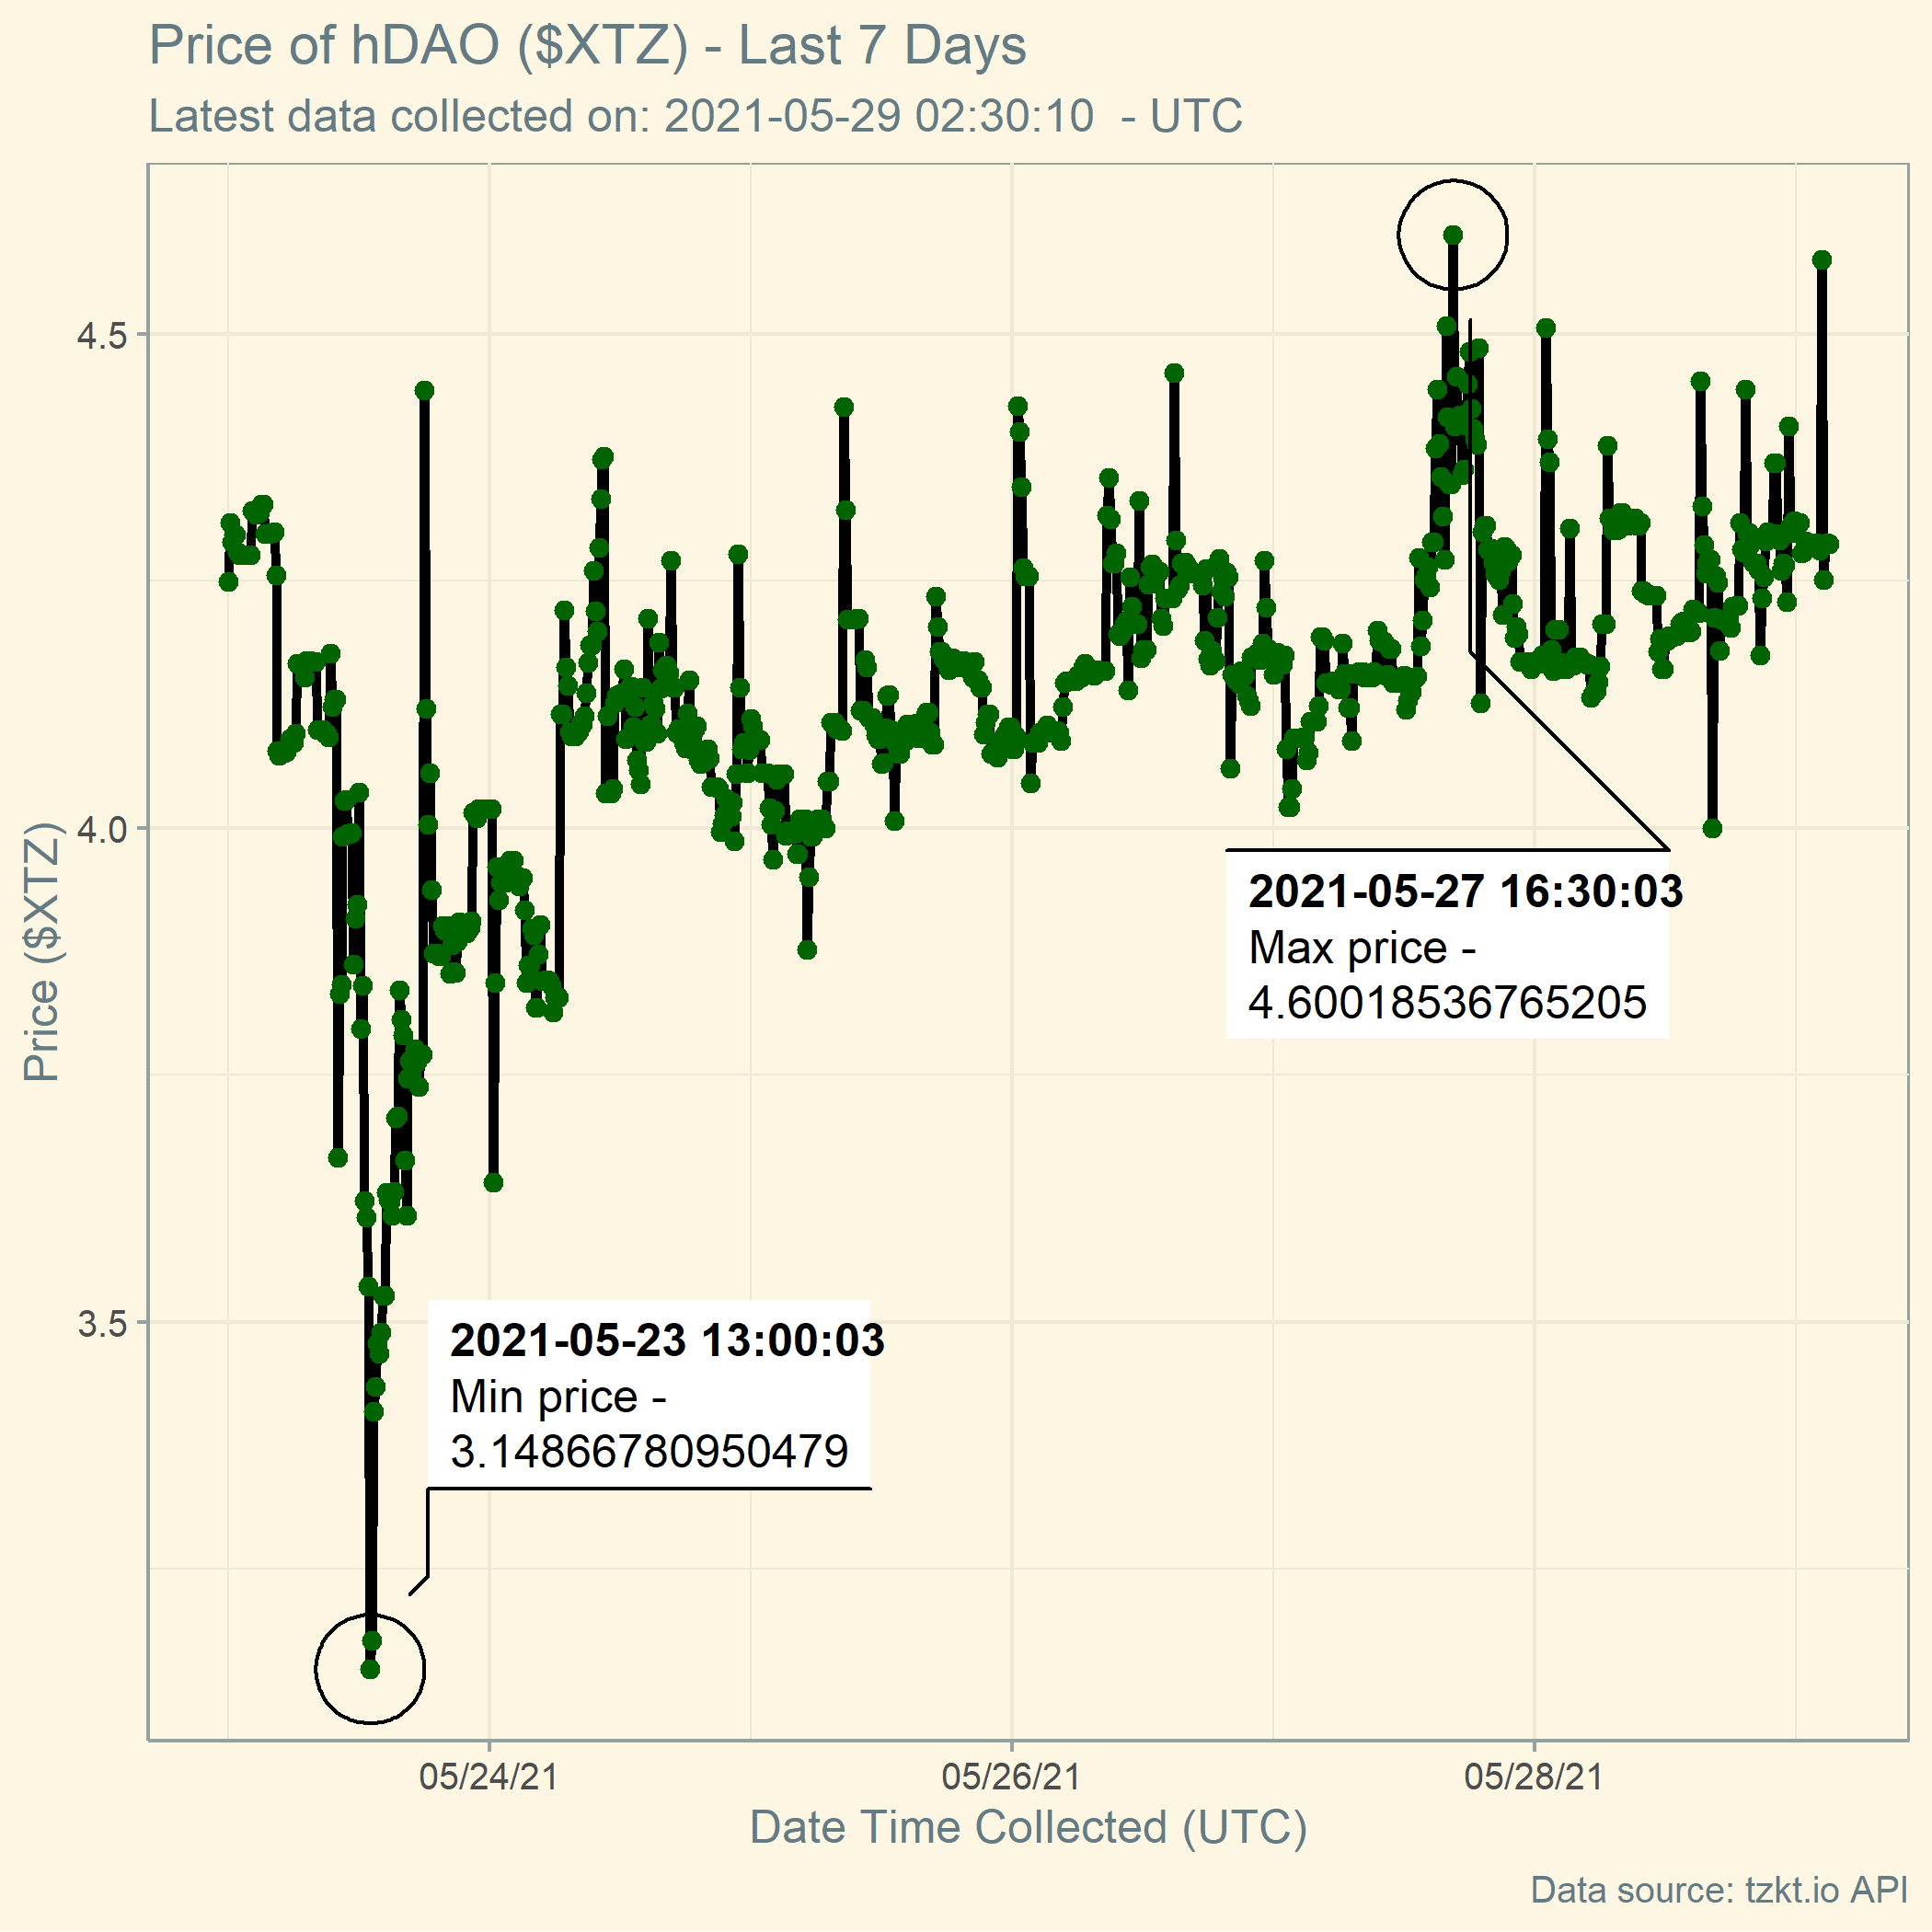 Price of hDAO ($XTZ) - Last 7 Days
Latest data collected on: 2021-05-29 02:30:10  - UTC
Price ($XTZ)
4.5
4.0
3.5
2021-05-27 16:30:03
Max price -
4.60018536765205
2021-05-23 13:00:03
Min price -
3.14866780950479
05/24/21
05/26/21
05/28/21
Date Time Collected (UTC)
Data source: tzkt.io API